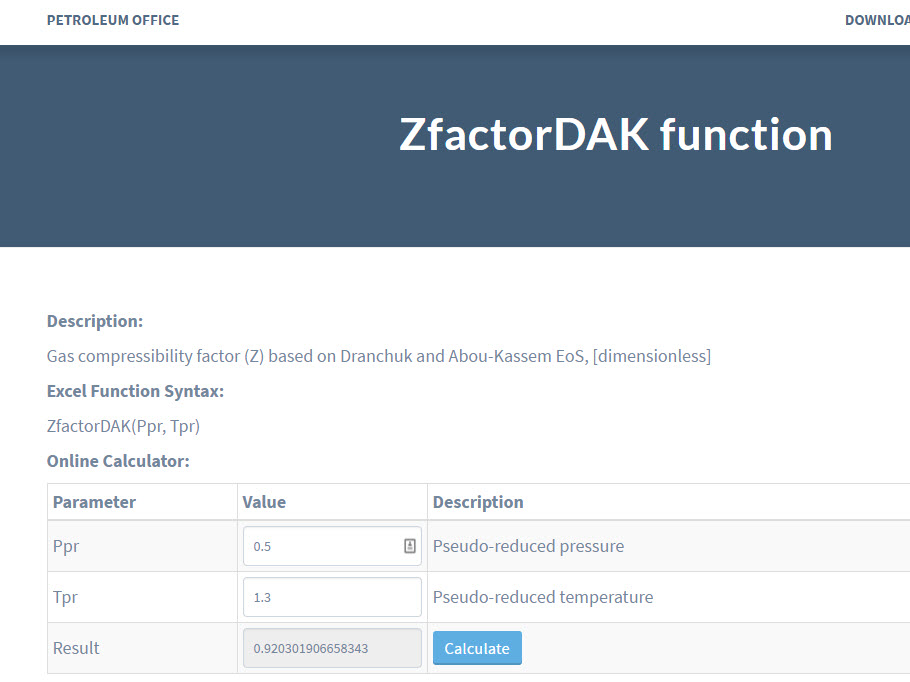 PETROLEUM OFFICE
ZfactorDAK function
Description:
Gas compressibility factor (Z) based on Dranchuk and Abou-Kassem EoS, [dimensionless]
Excel Function Syntax:
ZfactorDAK(Ppr, Tpr)
Online Calculator:
Parameter Value Description
Ppr 0.5 Pseudo-reduced pressure
Tpr 1.3 Pseudo-reduced temperature
Result 0.920301906658343 Calculate